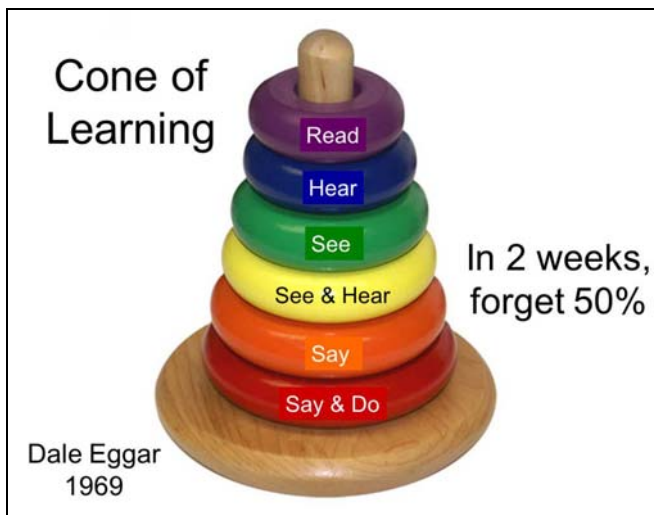 Cone of
Learning
Read
Hear
See
See & Hear
Say
Say & Do
In 2 weeks,
forget 50%
Dale Eggar
1969